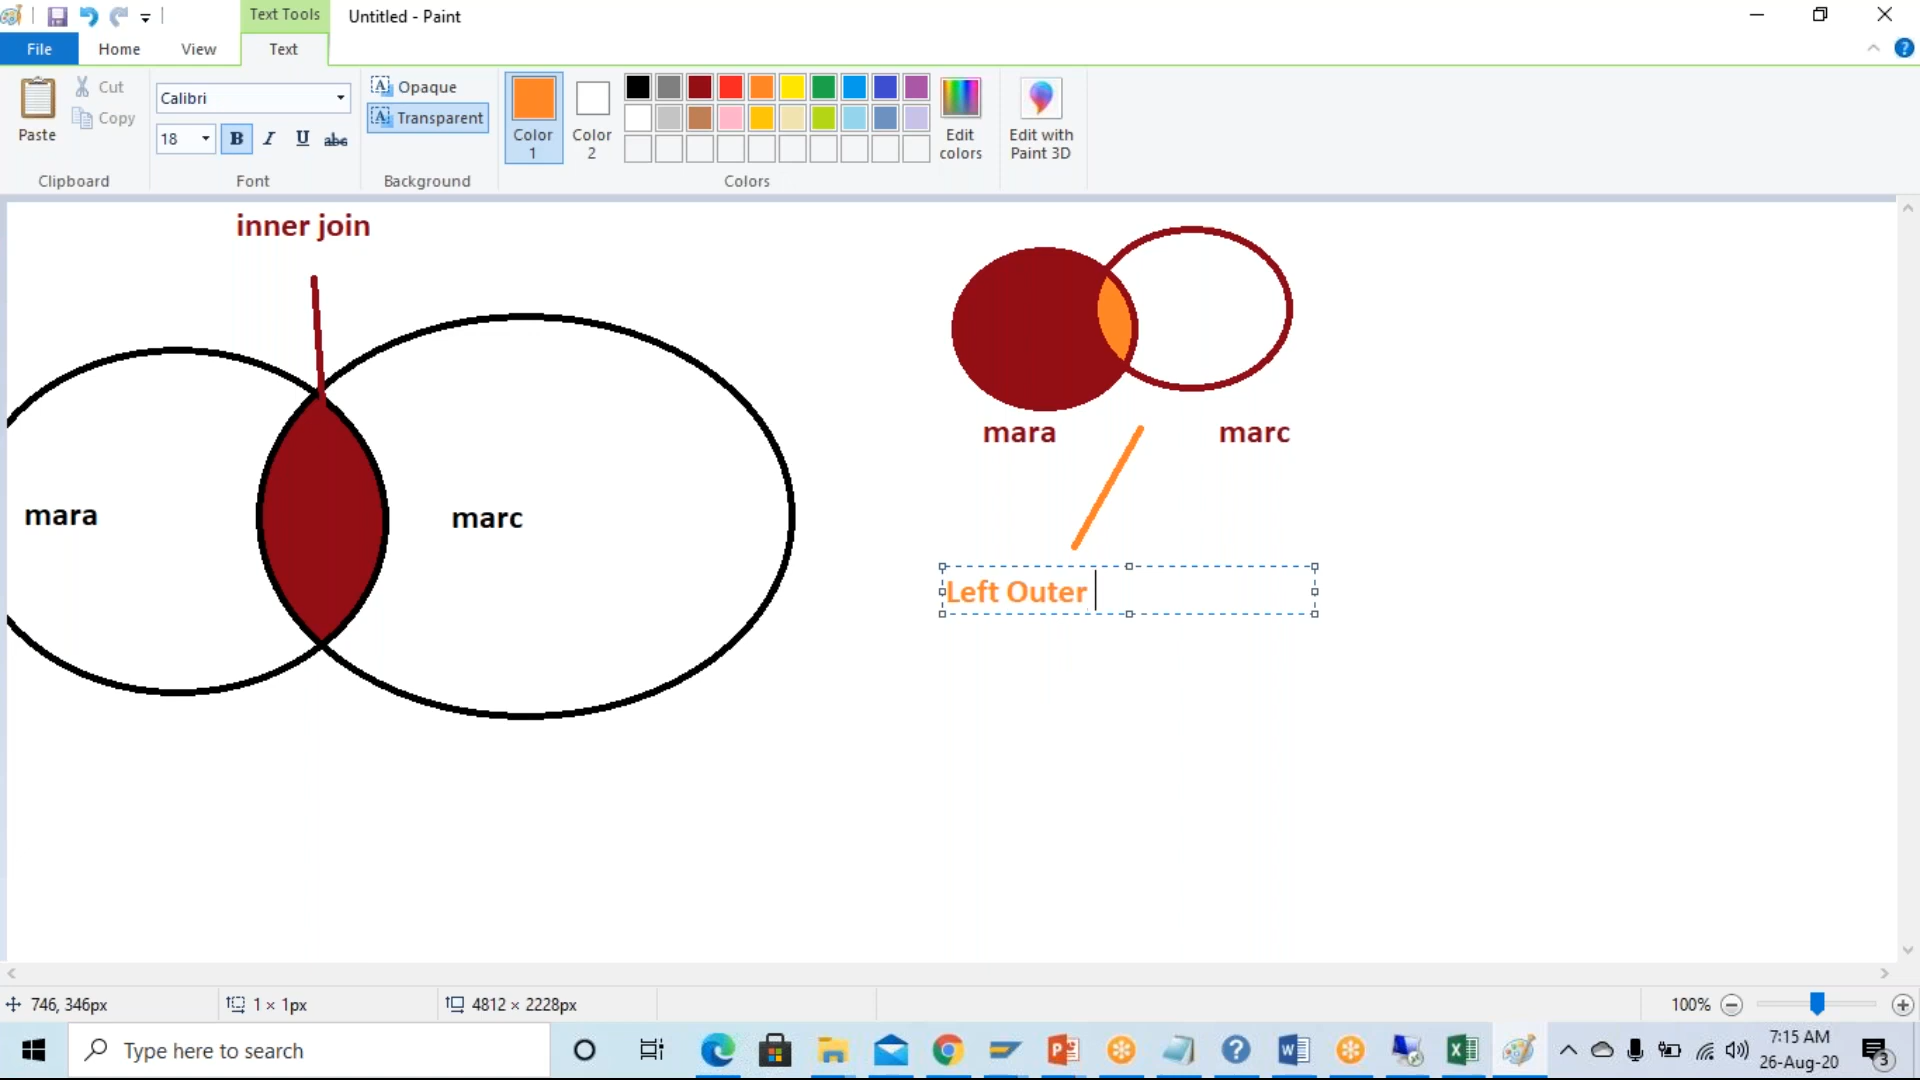 Text Tools
Untitled - Paint
File
Home
View
Text
Paste
Cut
Copy
Clipboard
Calibri
18
B
I
U
abc
Font
Opaque
Transparent
Background
Color
1
Color
2
Colors
Edit
colors
Edit with
Paint 3D
inner join
mara
marc
mara
marc
Left Outer
746, 346px
1 × 1px
4812 × 2228px
100%
Type here to search
7:15 AM
26-Aug-20
3